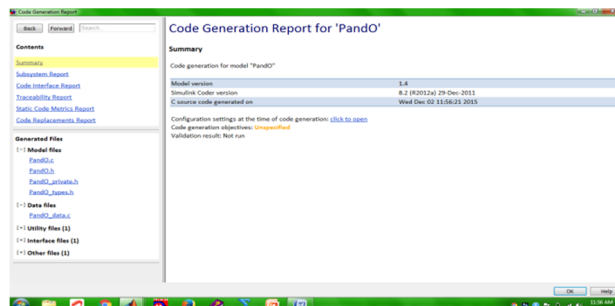 Code Generation Report
Back Forward Search...
Contents
Summary
Subsystem Report
Code Interface Report
Traceability Report
Static Code Metrics Report
Code Replacements Report
Generated Files
[-] Model files
PandO.c
PandO.h
PandO_private.h
PandO_types.h
[-] Data files
PandO_data.c
[+] Utility files (1)
[+] Interface files (1)
[+] Other files (1)
Code Generation Report for 'PandO'
Summary
Code generation for model "PandO"
Model version 1.4
Simulink Coder version 8.2 (R2012a) 29-Dec-2011
C source code generated on Wed Dec 02 11:56:21 2015
Configuration settings at the time of code generation: click to open
Code generation objectives: Unspecified
Validation result: Not run
OK Help
11:56 AM